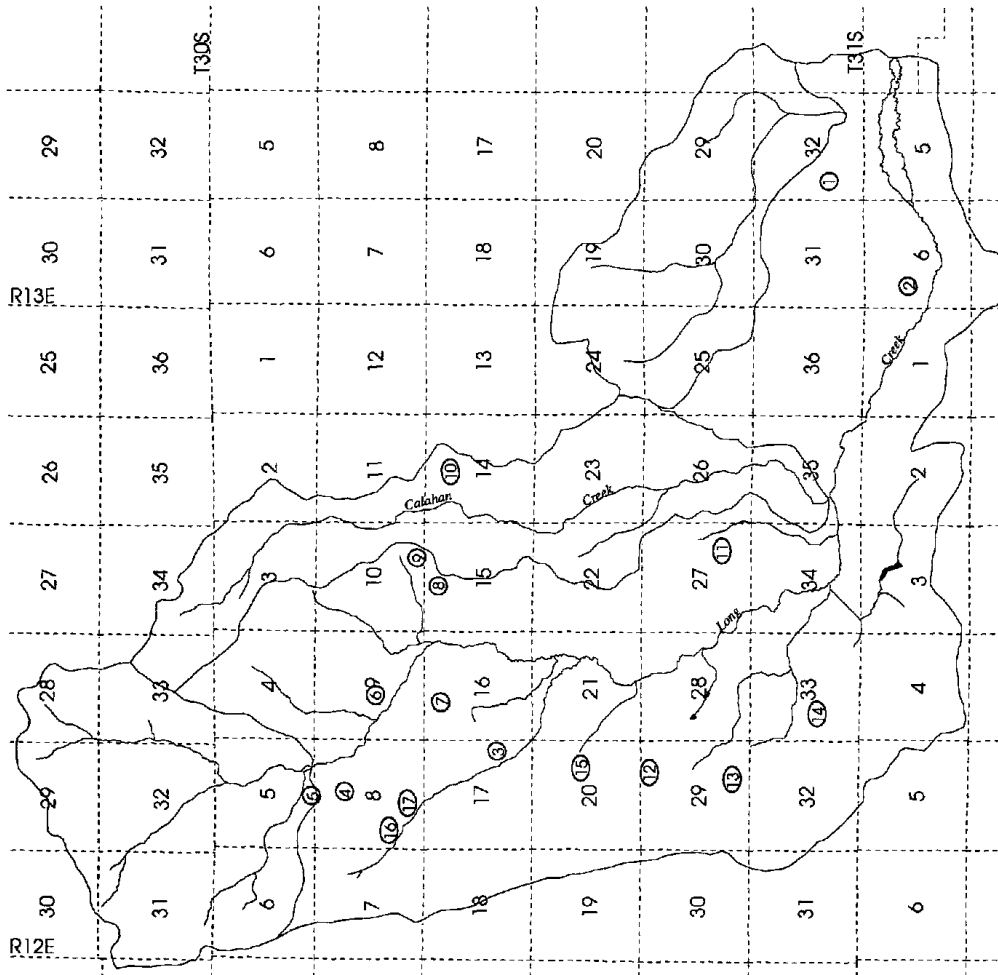 R12E R13E
30 29 28 27 26 25 30 29
31 32 33 34 35 36 31 32
T30S
6 5 4 3 2 1 6 5
5
4
7 8 6 9 10 11 12 7 8
16
17 9
Calahan
7 8 10
18 17 16 15 14 13 18 17
3
15
19 20 21 22 23 24 19 20
Creek
12
30 29 28 27 26 25 30 29
13 Long 11
31 32 33 34 35 36 31 32
14 1
T31S
Creek
2
6 5 4 3 2 1 6 5